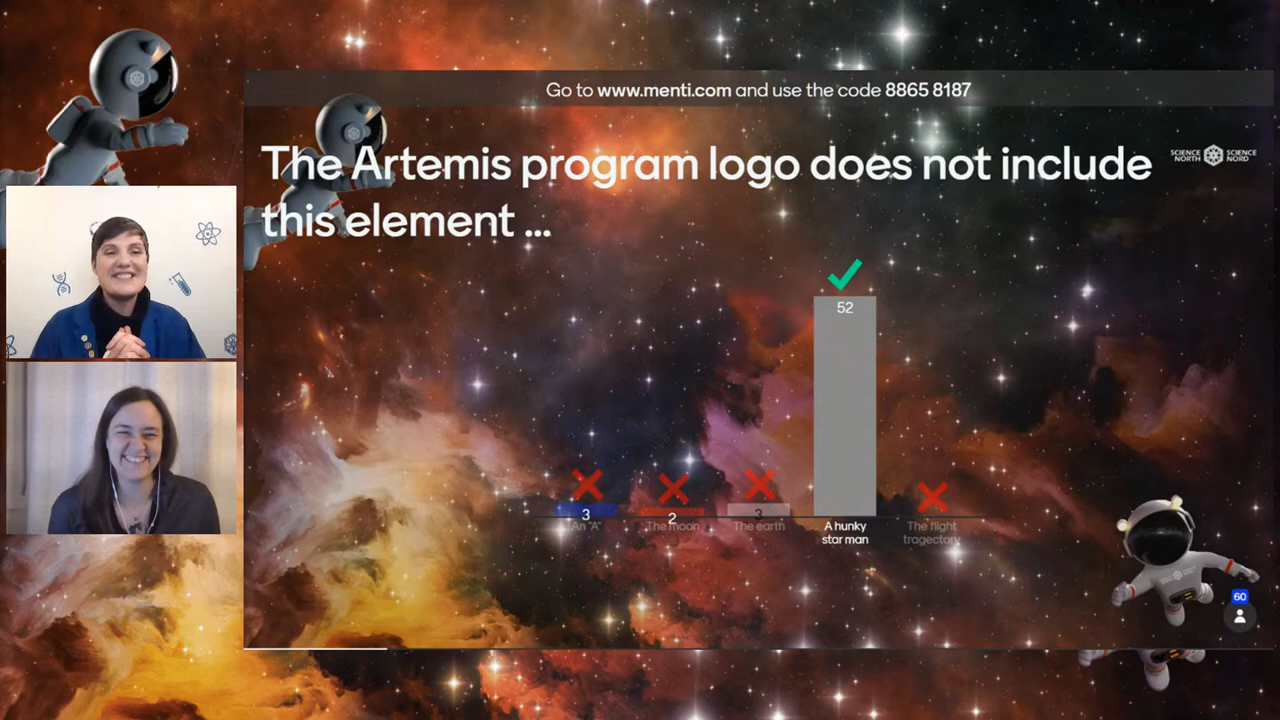 Go to www.menti.com and use the code 8865 8187
The Artemis program logo does not include
this element ...
SCIENCE NORTH SCIENCE NORD
52
3
2
3
An "A"
The moon
The earth
A hunky
star man
The flight
tragectory
60